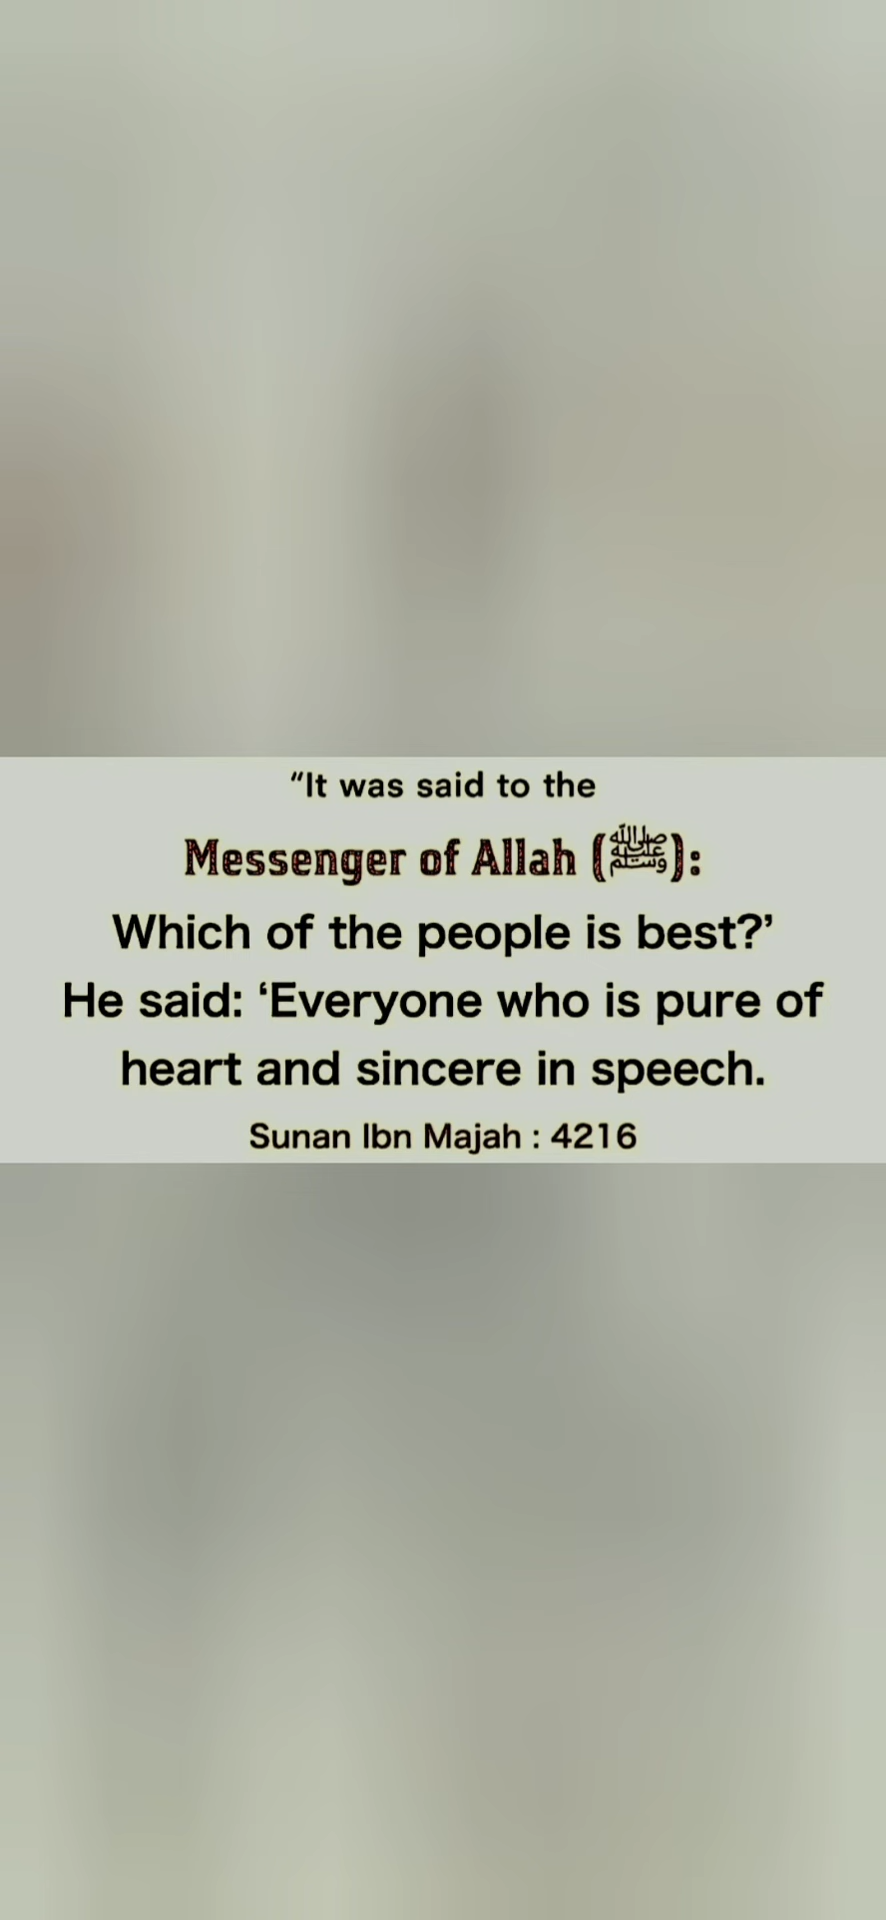 “It was said to the
Messenger of Allah (ﷺ):
Which of the people is best?’
He said: ‘Everyone who is pure of
heart and sincere in speech.
Sunan Ibn Majah : 4216